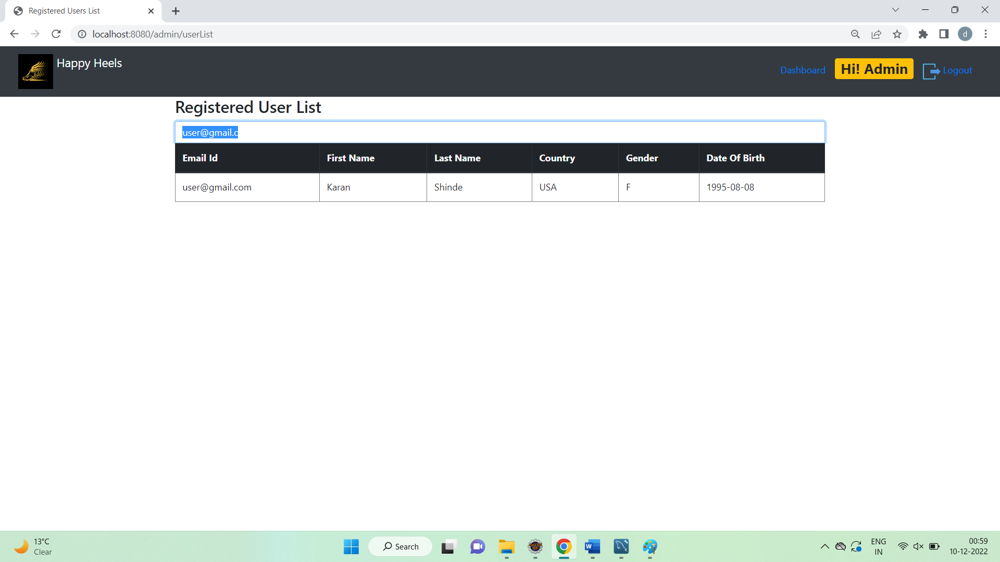 Registered Users List
localhost:8080/admin/userList
d
Happy Heels
Dashboard
Hi! Admin
Logout
Registered User List
user@gmail.c
Email Id First Name Last Name Country Gender Date Of Birth
user@gmail.com Karan Shinde USA F 1995-08-08
13°C
Clear
Search
ENG
IN
00:59
10-12-2022